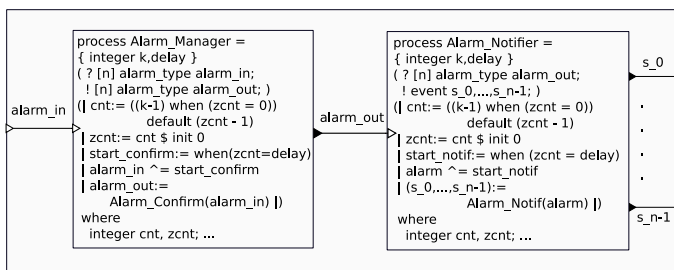 alarm_in
process Alarm_Manager =
{ integer k,delay}
( ? [n] alarm_type alarm_in;
! [n] alarm_type alarm_out; )
(| cnt:= ((k-1) when (zcnt = 0))
default (zcnt - 1)
| zcnt:= cnt $ init 0
| start_confirm:= when(zcnt=delay)
| alarm_in ^= start_confirm
| alarm_out:=
Alarm_Confirm(alarm_in) |)
where
integer cnt, zcnt; ...
alarm_out
process Alarm_Notifier =
{ integer k,delay}
( ? [n] alarm_type alarm_out;
! event s_0,...,s_n-1; )
(| cnt:= ((k-1) when (zcnt = 0))
default (zcnt - 1)
| zcnt:= cnt $ init 0
| start_notif:= when (zcnt = delay)
| alarm ^= start_notif
| (s_0,...,s_n-1):=
Alarm_Notif(alarm) |)
where
integer cnt, zcnt; ...
s_0
s_n-1